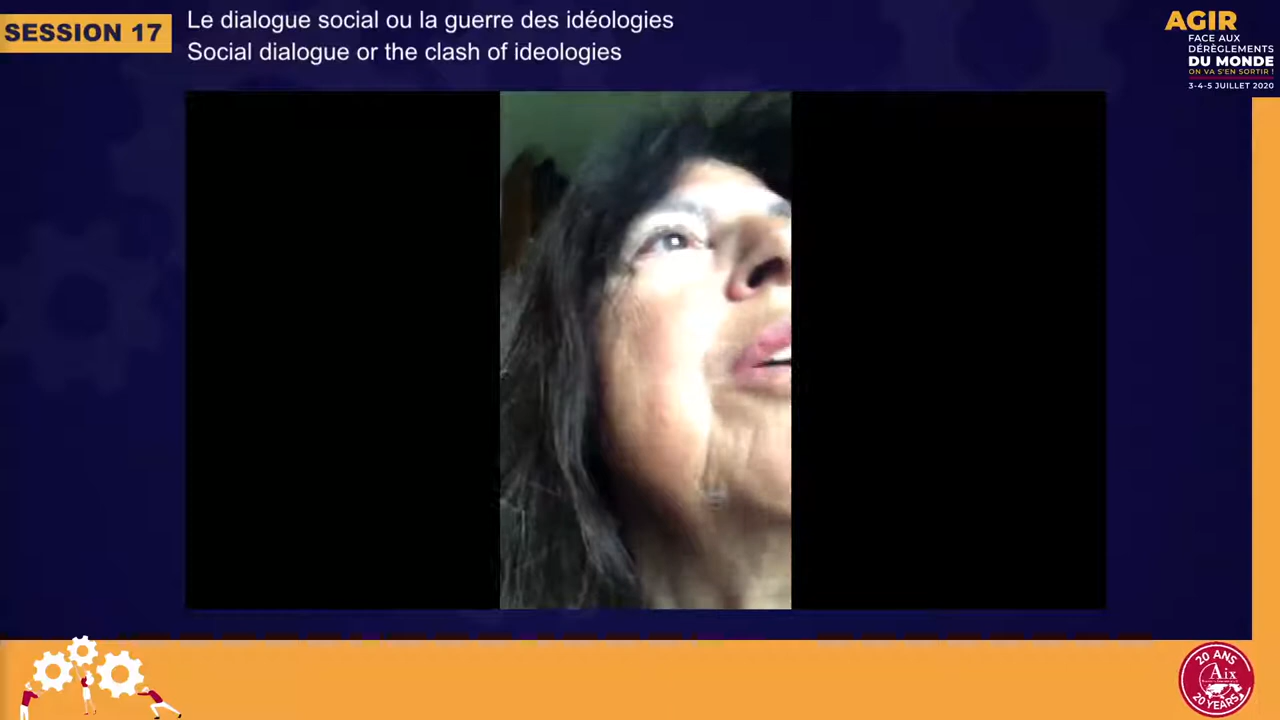 SESSION 17
Le dialogue social ou la guerre des idéologies
Social dialogue or the clash of ideologies
AGIR
FACE AUX
DÉRÈGLEMENTS
DU MONDE
ON VA S'EN SORTIR !
3-4-5 JUILLET 2020
20 ANS
Aix
20 YEARS